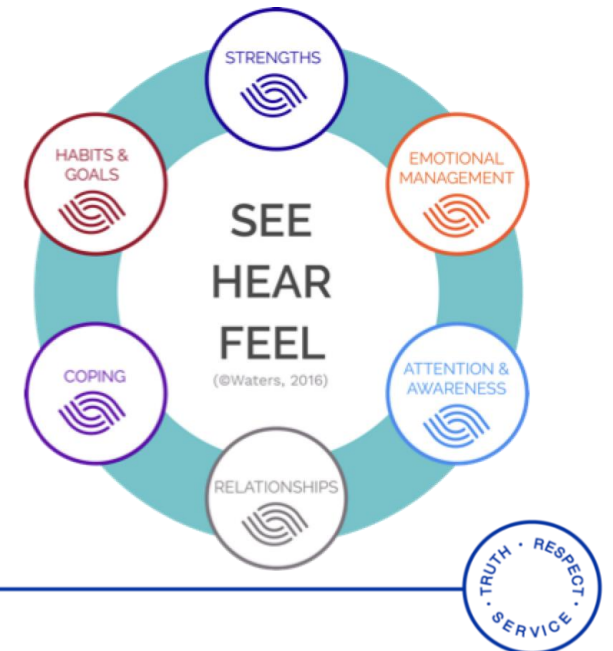 STRENGTHS
EMOTIONAL
MANAGEMENT
ATTENTION &
AWARENESS
RELATIONSHIPS
COPING
HABITS &
GOALS
SEE
HEAR
FEEL
(©Waters, 2016)
TRUTH · RESPECT · SERVICE ·